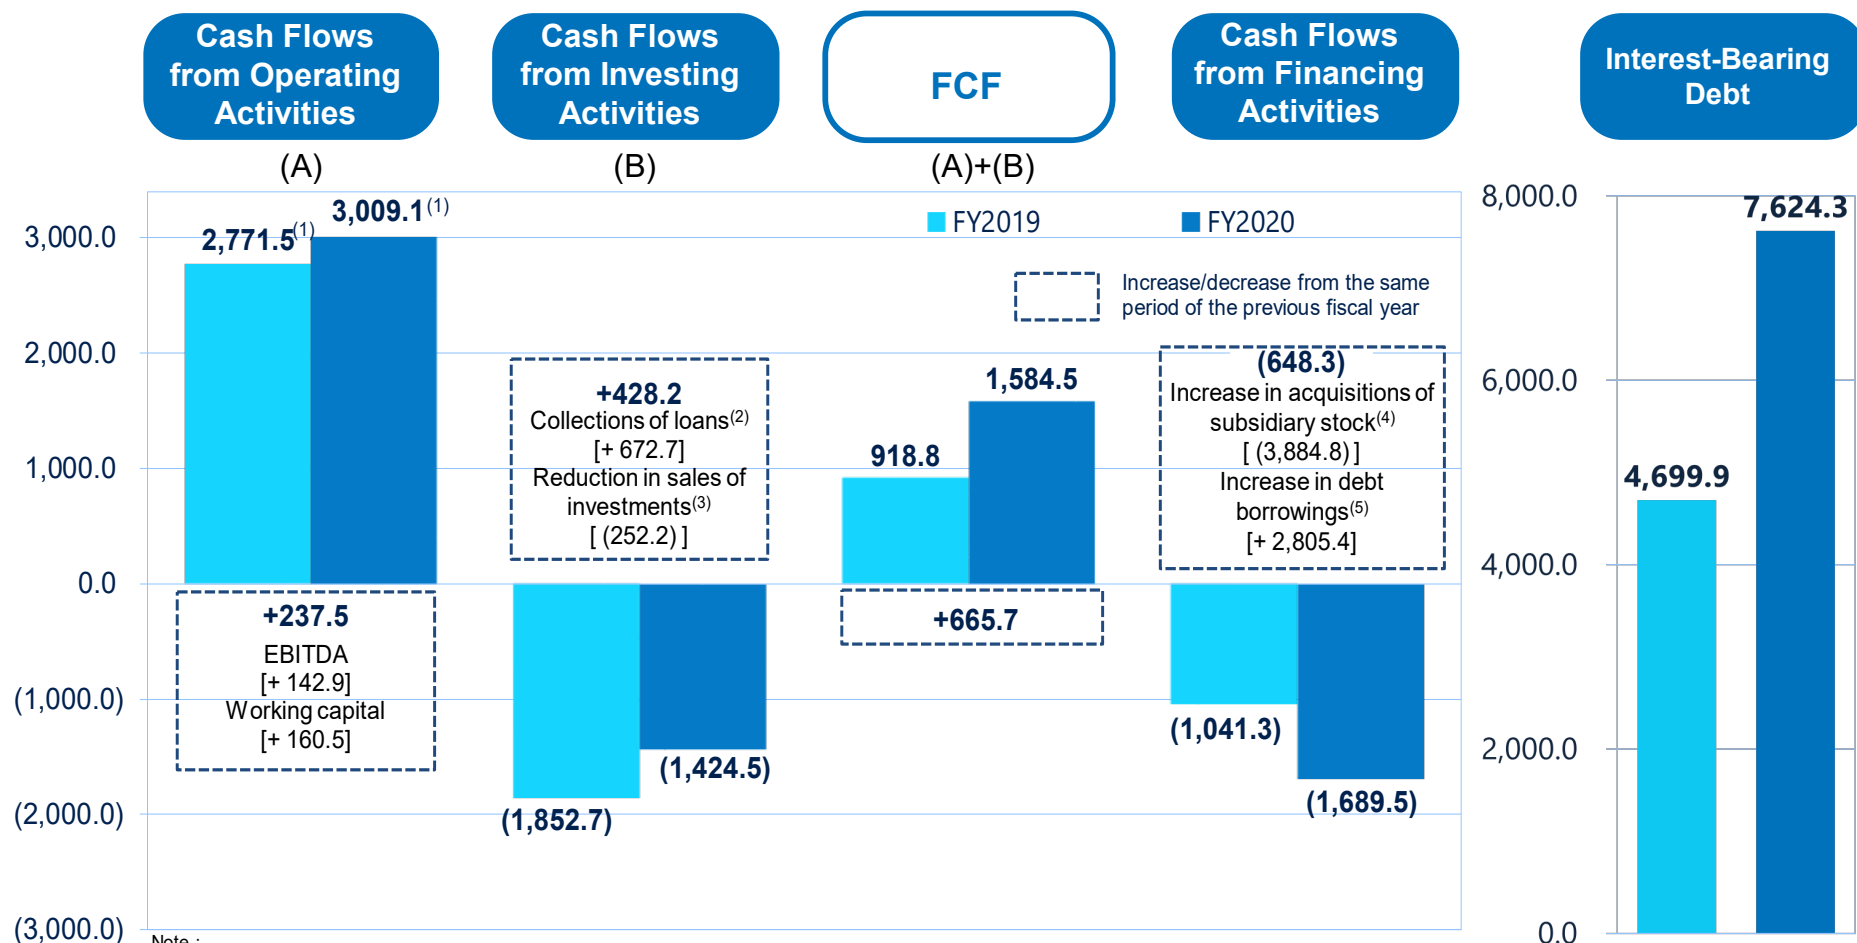 Cash Flows
from Operating
Activities
(A)
Cash Flows
from Investing
Activities
(B)
FCF
(A)+(B)
Cash Flows
from Financing
Activities
Interest-Bearing
Debt
FY2019
FY2020
Increase/decrease from the same
period of the previous fiscal year
3,000.0
2,000.0
1,000.0
0.0
(1,000.0)
(2,000.0)
(3,000.0)
2,771.5(1)
3,009.1(1)
+237.5
EBITDA
[+ 142.9]
Working capital
[+ 160.5]
+428.2
Collections of loans(2)
[+ 672.7]
Reduction in sales of
investments(3)
[ (252.2) ]
(1,852.7)
(1,424.5)
918.8
1,584.5
+665.7
(648.3)
Increase in acquisitions of
subsidiary stock(4)
[ (3,884.8) ]
Increase in debt
borrowings(5)
[+ 2,805.4]
(1,041.3)
(1,689.5)
8,000.0
6,000.0
4,000.0
2,000.0
0.0
4,699.9
7,624.3
Note :